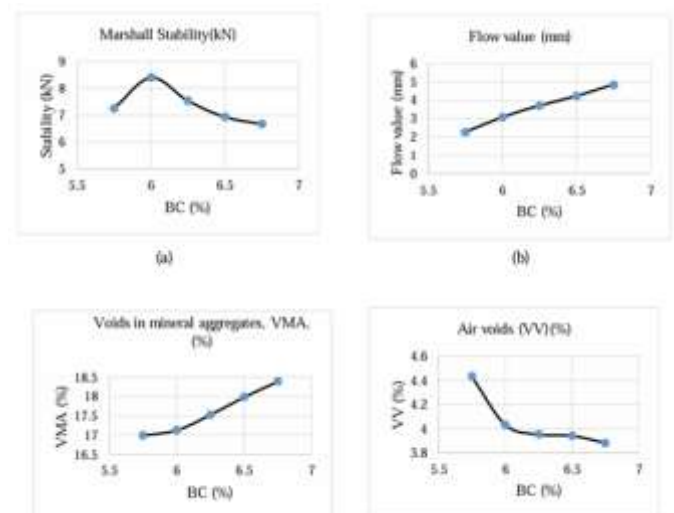 Marshall Stability(kN)
9
8
7
6
5
Stability (kN)
5.5 6 6.5 7
BC (%)
(a)
Flow value (mm)
6
5
4
3
2
1
0
Flow value (mm)
5.5 6 6.5 7
BC (%)
(b)
Voids in mineral aggregates, VMA,
(%)
18.5
18
17.5
17
16.5
VMA (%)
5.5 6 6.5 7
BC (%)
Air voids (VV)(%)
4.6
4.4
4.2
4
3.8
VV (%)
5.5 6 6.5 7
BC (%)